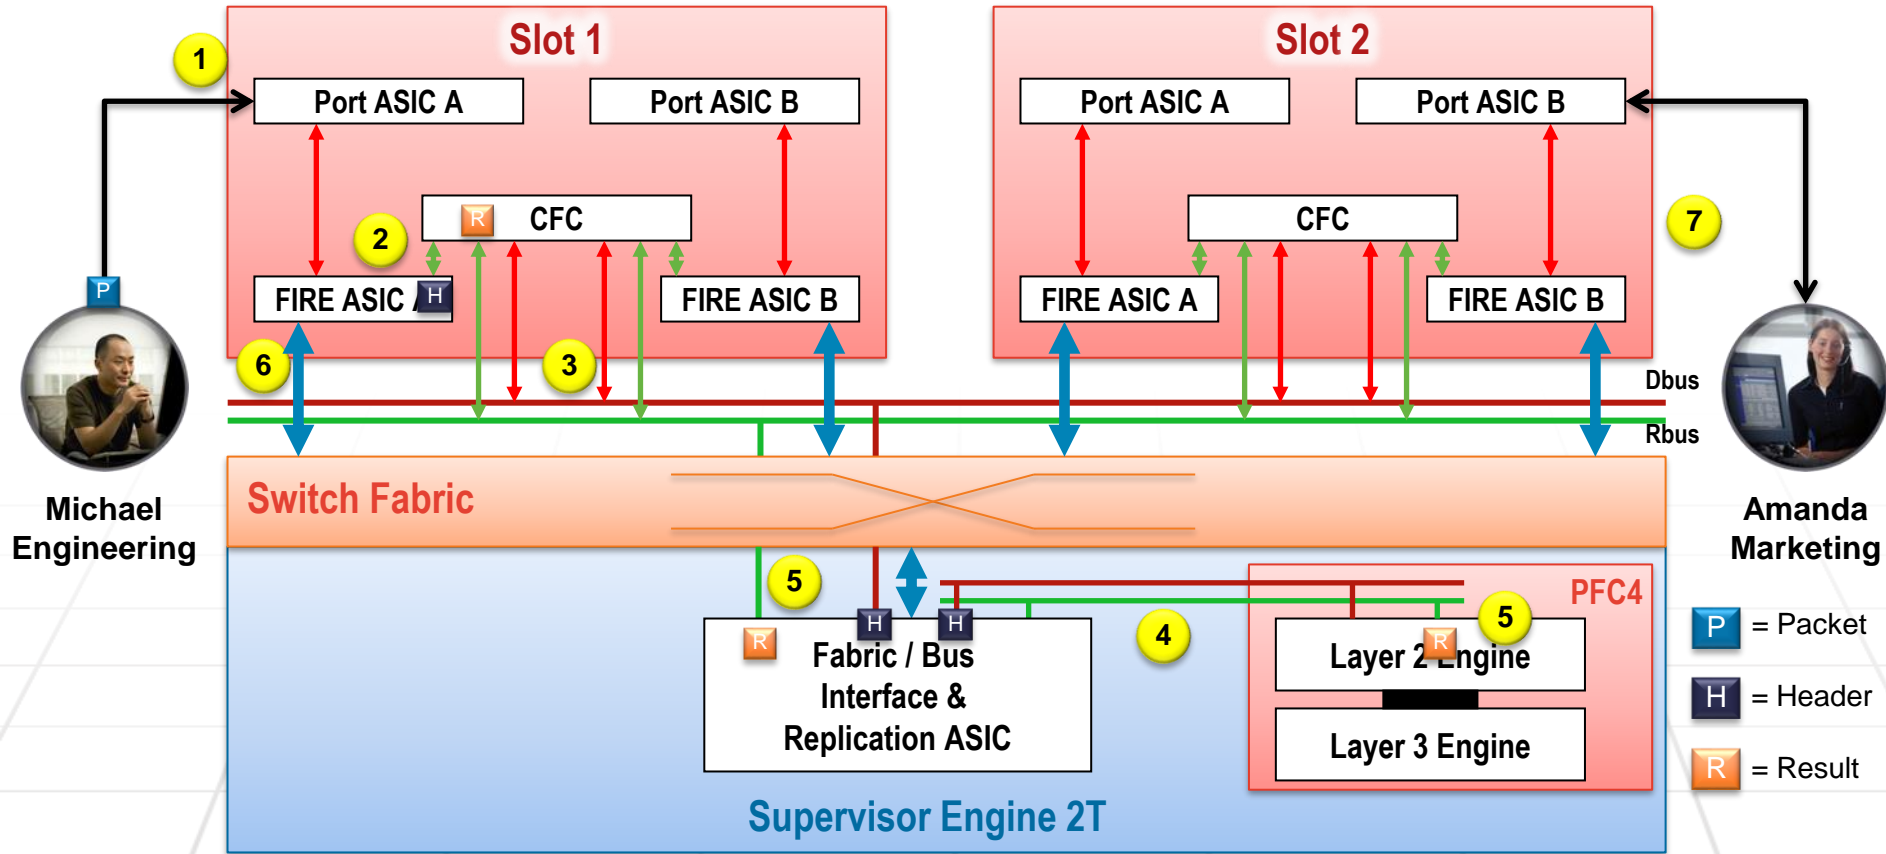 Slot 1
Slot 2
1
Port ASIC A
Port ASIC B
Port ASIC A
Port ASIC B
R
CFC
CFC
2
7
P
FIRE ASIC A
H
FIRE ASIC B
FIRE ASIC A
FIRE ASIC B
6
3
Dbus
Rbus
Michael
Engineering
Switch Fabric
Amanda
Marketing
5
PFC4
H
H
4
5
P = Packet
R
Fabric / Bus
Interface &
Replication ASIC
R
Layer 2 Engine
H = Header
Layer 3 Engine
R = Result
Supervisor Engine 2T